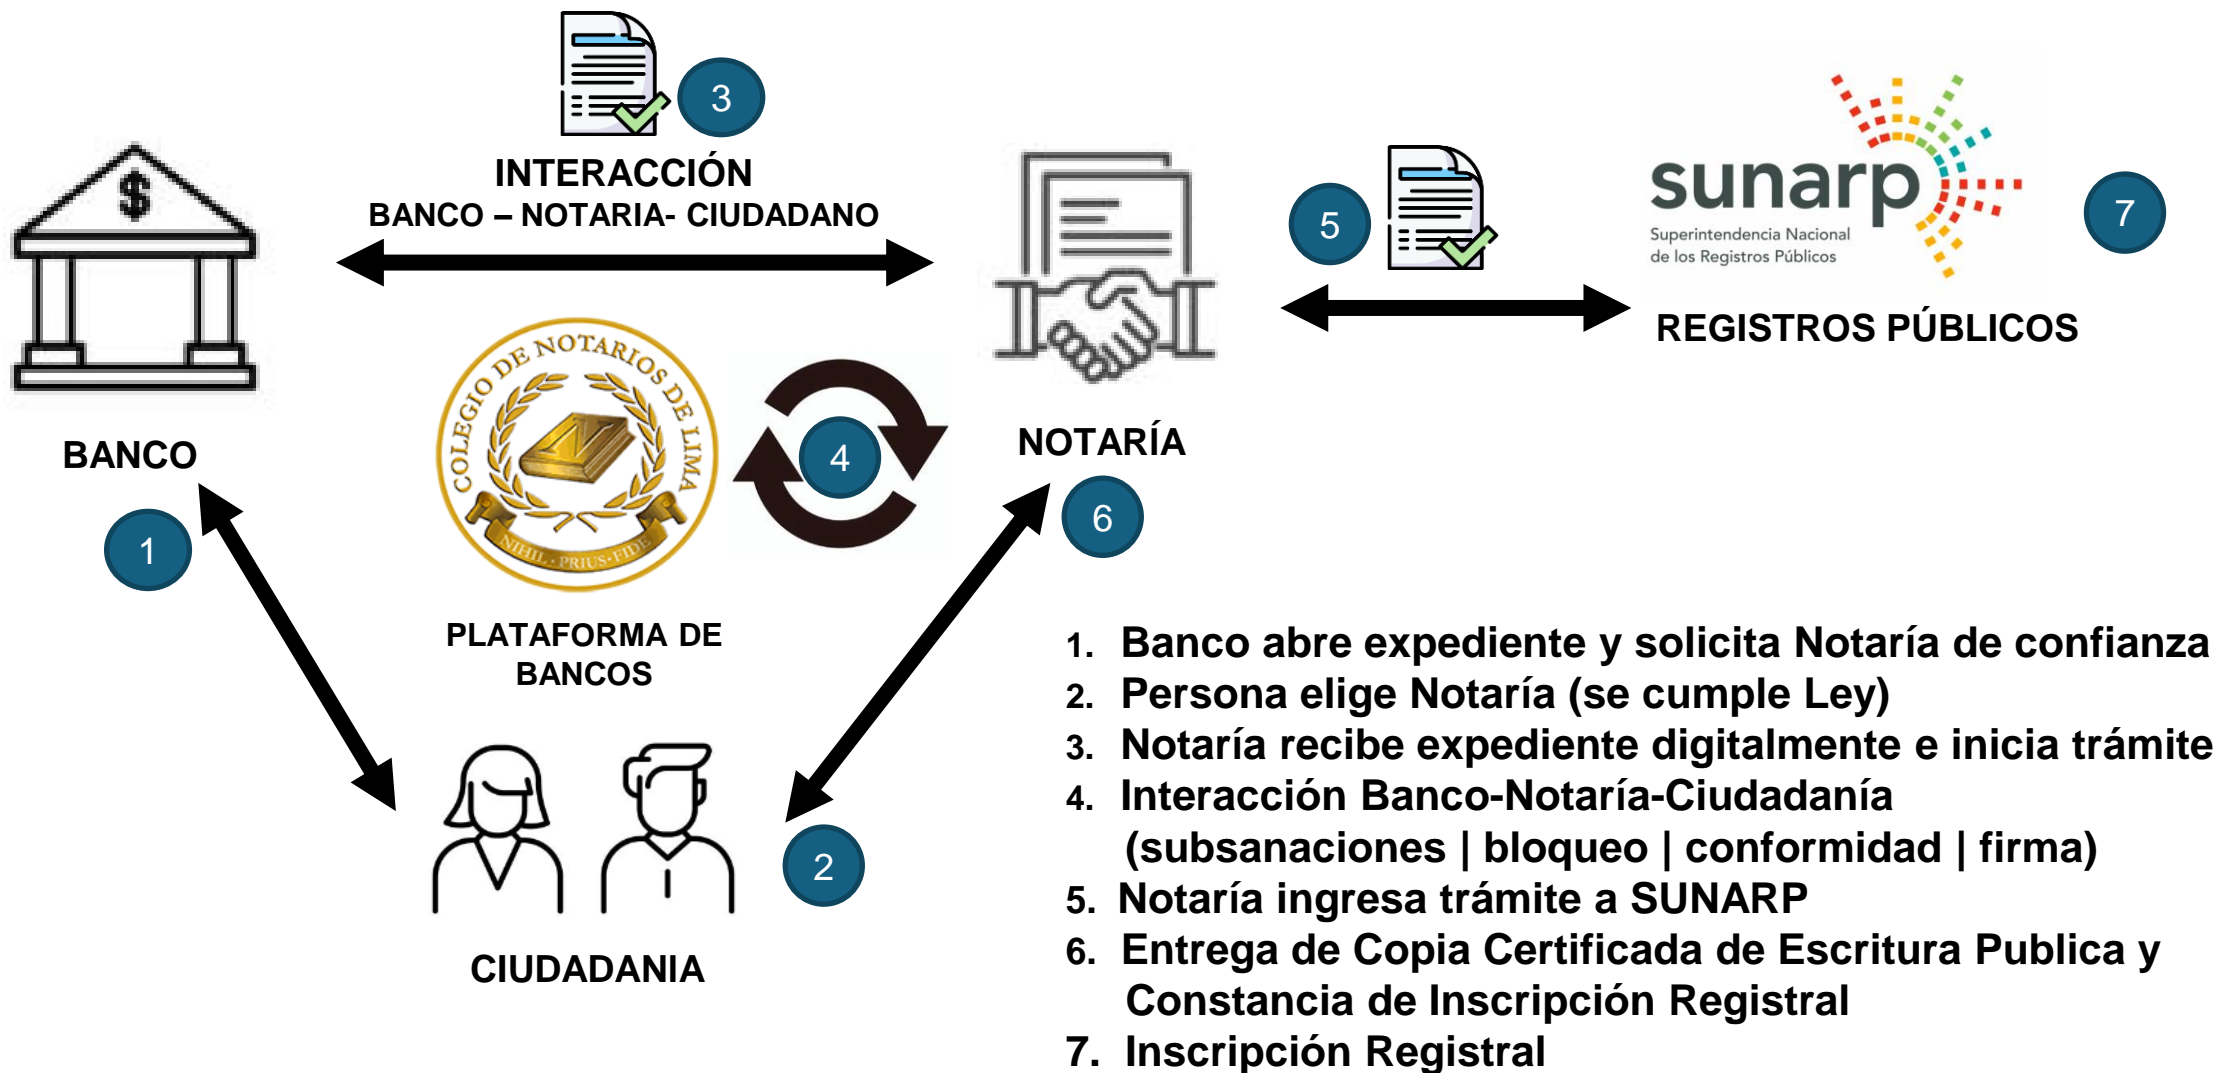 3
INTERACCIÓN
BANCO – NOTARIA- CIUDADANO
$
5
sunarp
Superintendencia Nacional
de los Registros Públicos
7
REGISTROS PÚBLICOS
COLEGIO DE NOTARIOS DE LIMA
N
NIHIL · PRIUS · FIDE
4
BANCO
1
NOTARÍA
6
PLATAFORMA DE
BANCOS
2
CIUDADANIA
1. Banco abre expediente y solicita Notaría de confianza
2. Persona elige Notaría (se cumple Ley)
3. Notaría recibe expediente digitalmente e inicia trámite
4. Interacción Banco-Notaría-Ciudadanía
(subsanaciones | bloqueo | conformidad | firma)
5. Notaría ingresa trámite a SUNARP
6. Entrega de Copia Certificada de Escritura Publica y
Constancia de Inscripción Registral
7. Inscripción Registral